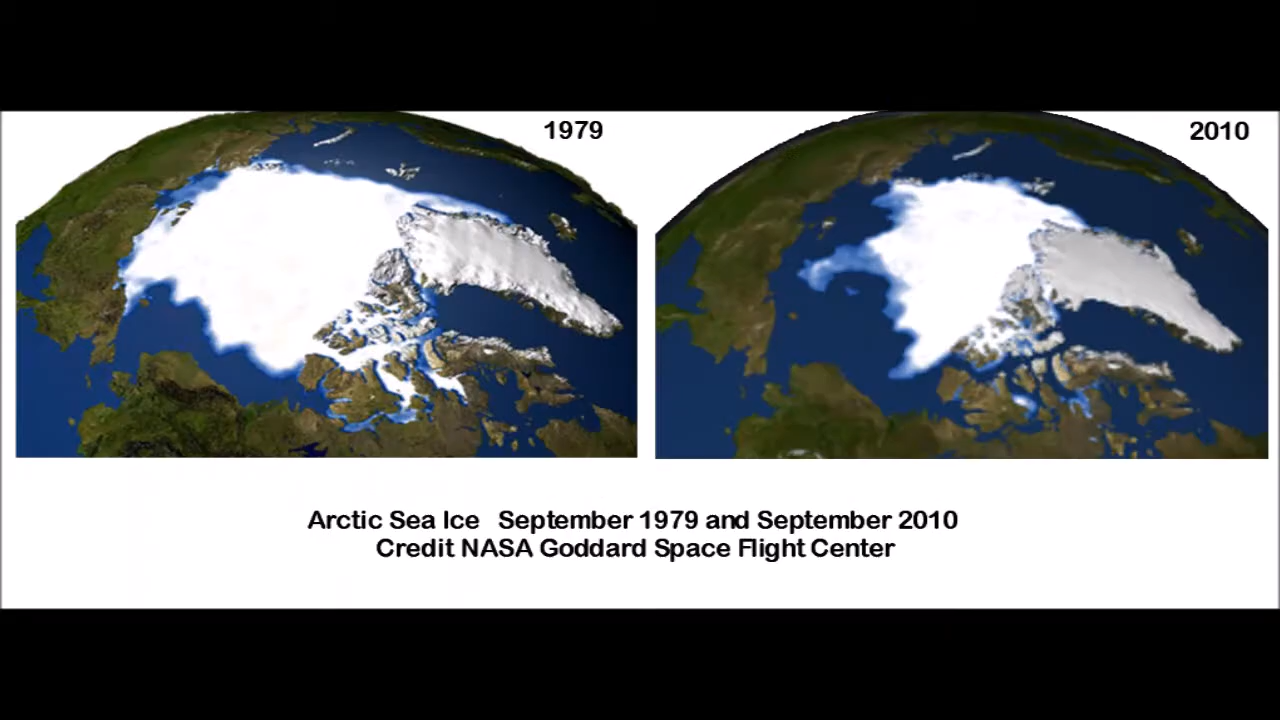 1979
2010
Arctic Sea Ice September 1979 and September 2010
Credit NASA Goddard Space Flight Center